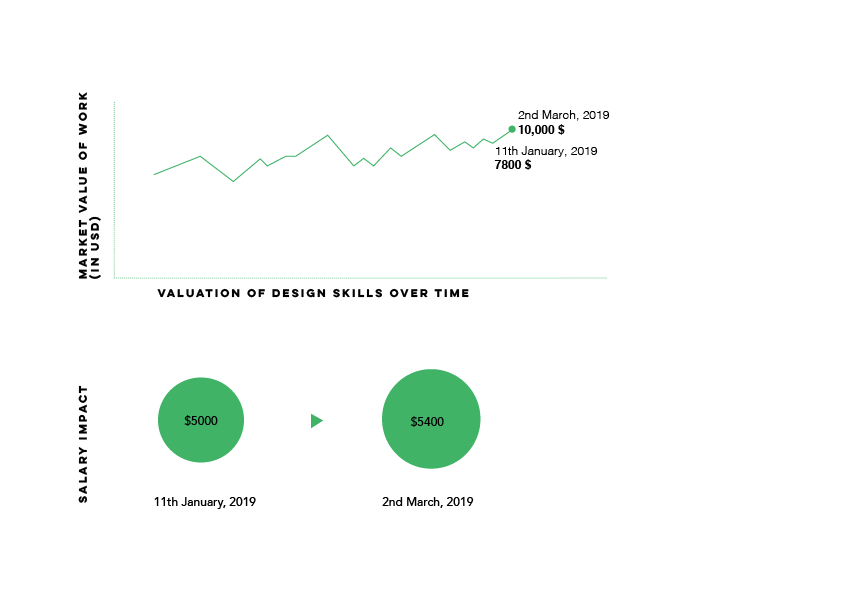 MARKET VALUE OF WORK
(IN USD)
2nd March, 2019
10,000 $
11th January, 2019
7800 $
VALUATION OF DESIGN SKILLS OVER TIME
SALARY IMPACT
$5000
$5400
11th January, 2019
2nd March, 2019